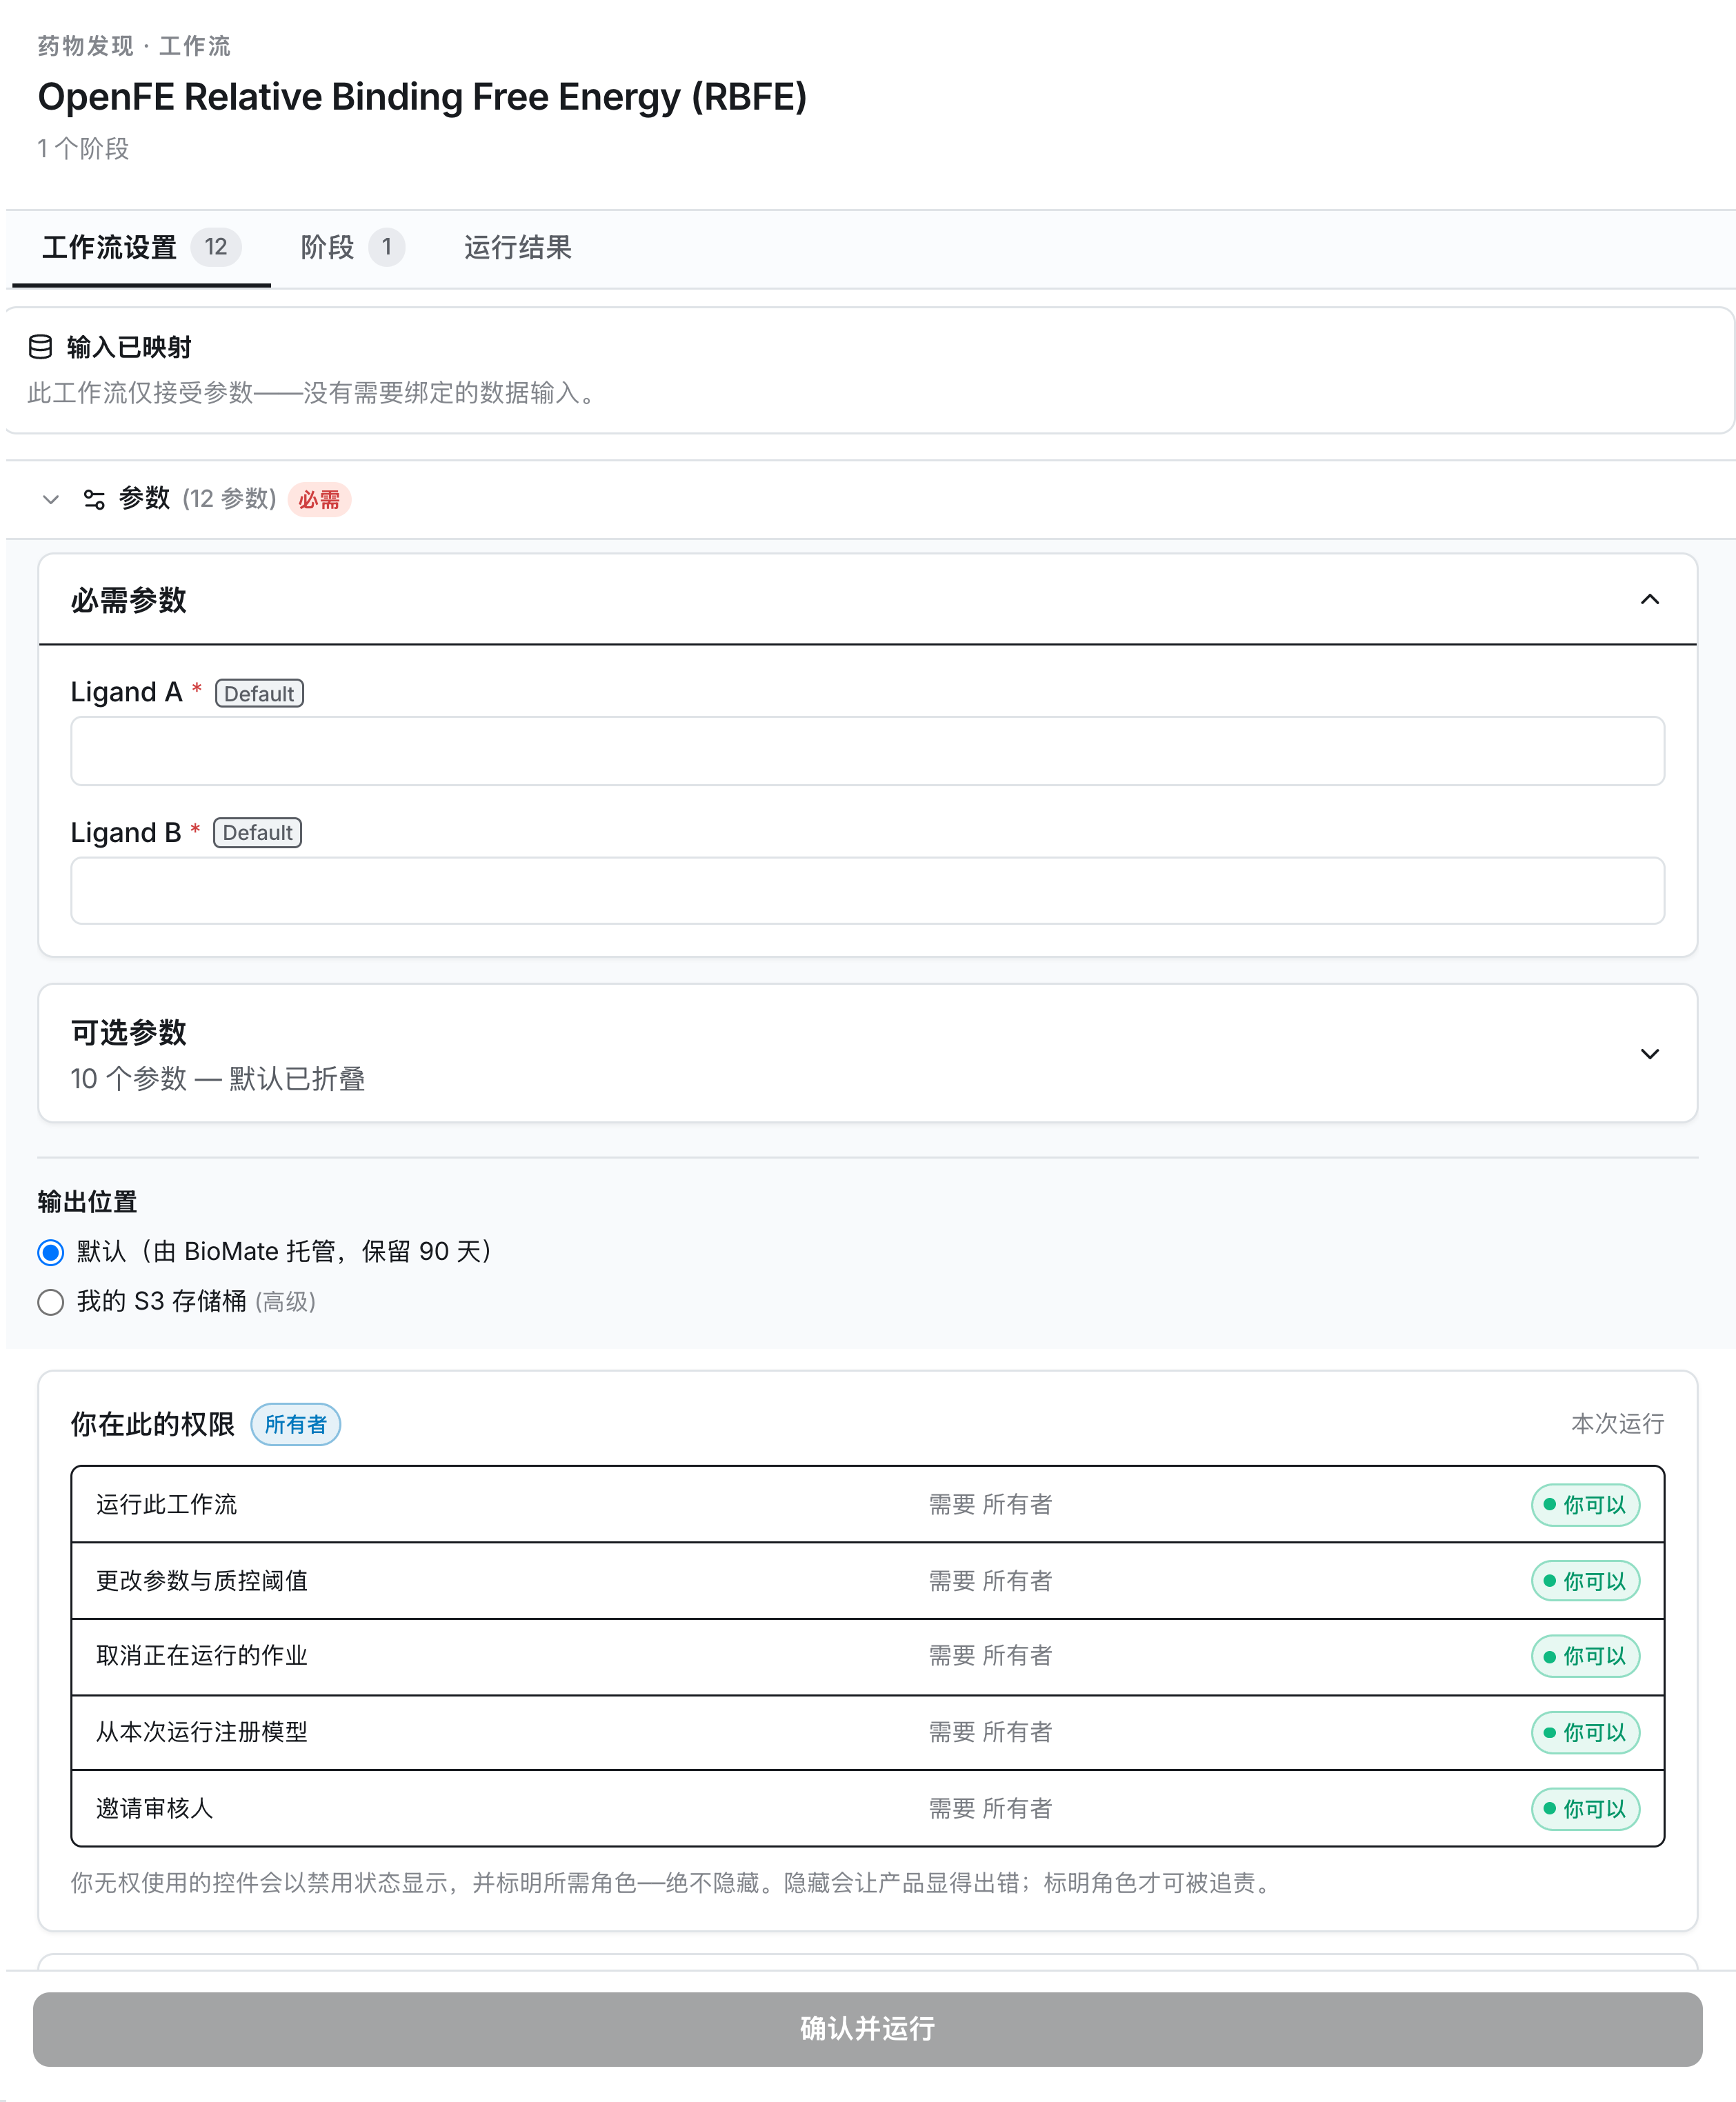 药物发现 · 工作流
OpenFE Relative Binding Free Energy (RBFE)
1 个阶段
工作流设置 12 阶段 1 运行结果
输入已映射
此工作流仅接受参数——没有需要绑定的数据输入。
参数 (12 参数) 必需
必需参数
Ligand A * Default
Ligand B * Default
可选参数
10 个参数 — 默认已折叠
输出位置
默认（由 BioMate 托管，保留 90 天）
我的 S3 存储桶 (高级)
你在此的权限 所有者 本次运行
运行此工作流 需要 所有者 你可以
更改参数与质控阈值 需要 所有者 你可以
取消正在运行的作业 需要 所有者 你可以
从本次运行注册模型 需要 所有者 你可以
邀请审核人 需要 所有者 你可以
你无权使用的控件会以禁用状态显示，并标明所需角色—绝不隐藏。隐藏会让产品显得出错；标明角色才可被追责。
确认并运行